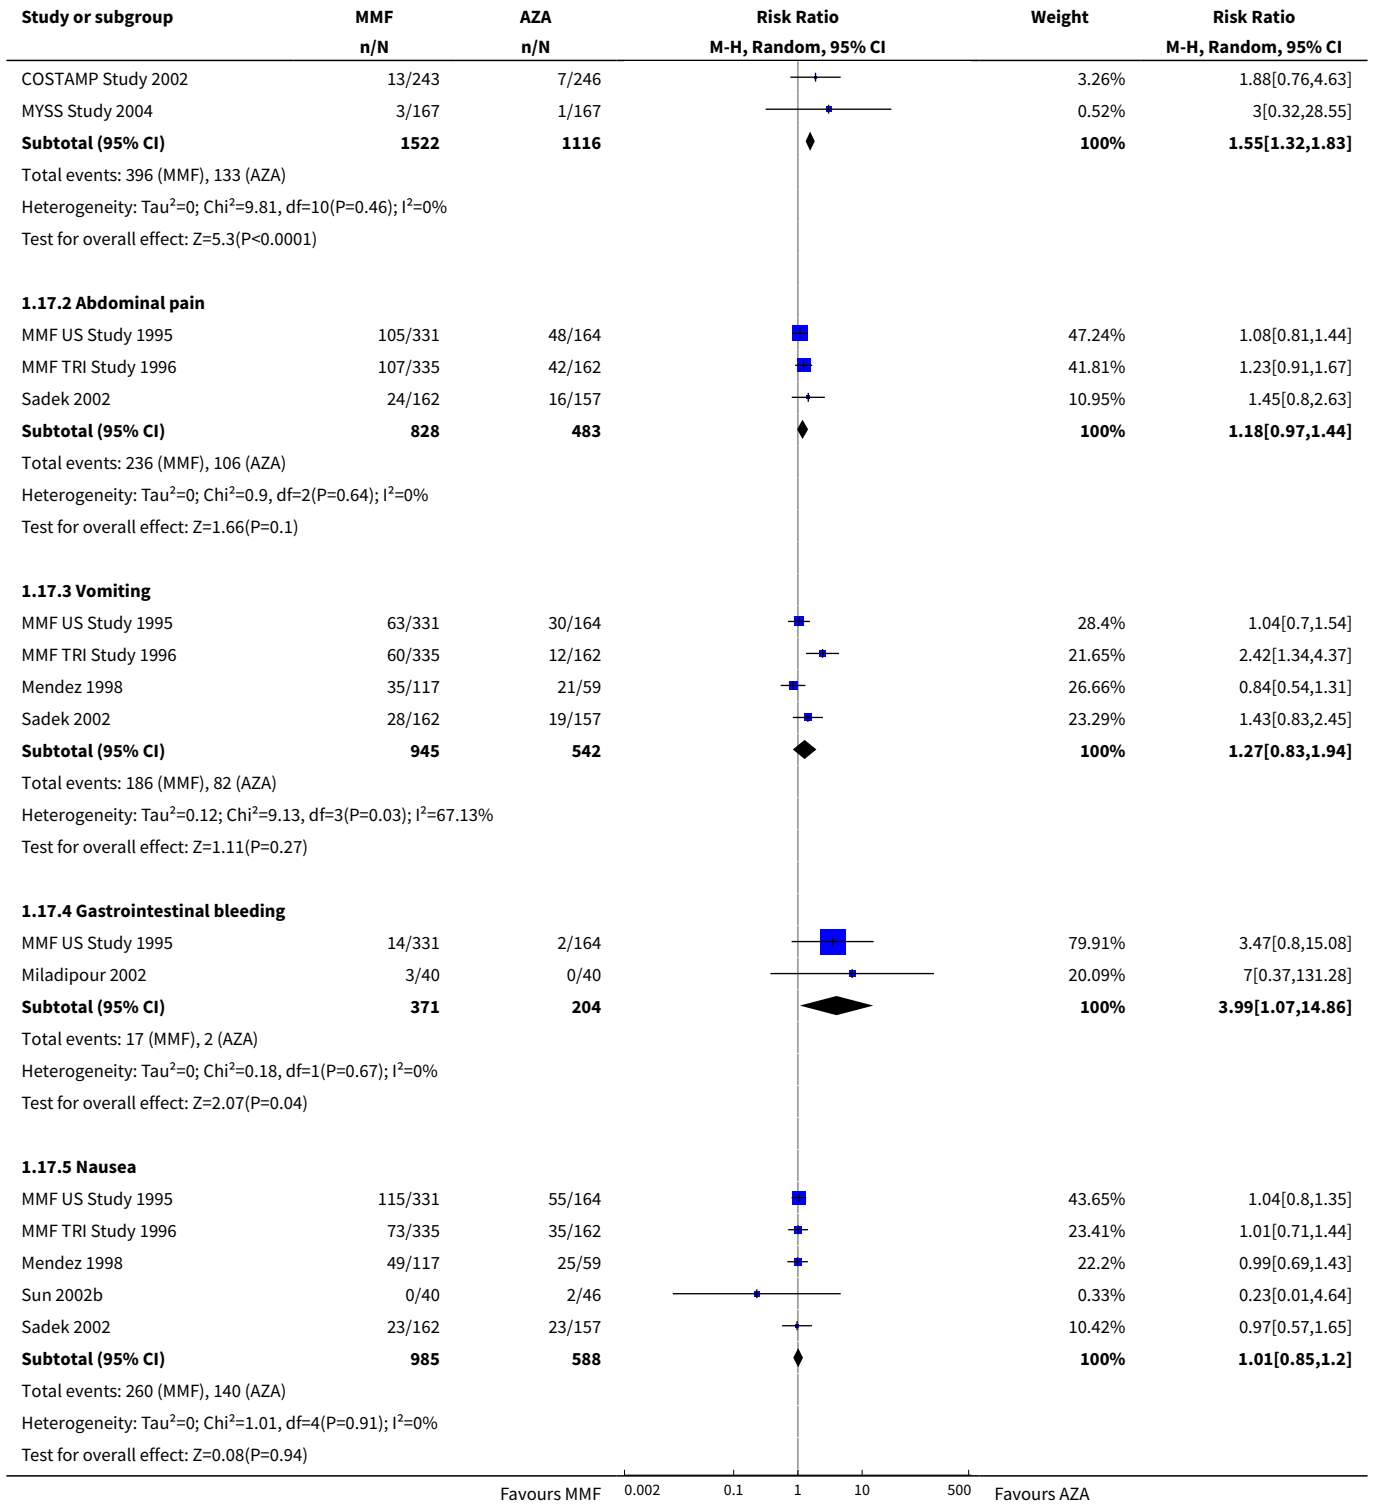 Study or subgroup MMF AZA Risk Ratio Weight Risk Ratio
n/N n/N M-H, Random, 95% CI M-H, Random, 95% CI
COSTAMP Study 2002 13/243 7/246 3.26% 1.88[0.76,4.63]
MYSS Study 2004 3/167 1/167 0.52% 3[0.32,28.55]
Subtotal (95% CI) 1522 1116 100% 1.55[1.32,1.83]
Total events: 396 (MMF), 133 (AZA)
Heterogeneity: Tau²=0; Chi²=9.81, df=10(P=0.46); I²=0%
Test for overall effect: Z=5.3(P<0.0001)
1.17.2 Abdominal pain
MMF US Study 1995 105/331 48/164 47.24% 1.08[0.81,1.44]
MMF TRI Study 1996 107/335 42/162 41.81% 1.23[0.91,1.67]
Sadek 2002 24/162 16/157 10.95% 1.45[0.8,2.63]
Subtotal (95% CI) 828 483 100% 1.18[0.97,1.44]
Total events: 236 (MMF), 106 (AZA)
Heterogeneity: Tau²=0; Chi²=0.9, df=2(P=0.64); I²=0%
Test for overall effect: Z=1.66(P=0.1)
1.17.3 Vomiting
MMF US Study 1995 63/331 30/164 28.4% 1.04[0.7,1.54]
MMF TRI Study 1996 60/335 12/162 21.65% 2.42[1.34,4.37]
Mendez 1998 35/117 21/59 26.66% 0.84[0.54,1.31]
Sadek 2002 28/162 19/157 23.29% 1.43[0.83,2.45]
Subtotal (95% CI) 945 542 100% 1.27[0.83,1.94]
Total events: 186 (MMF), 82 (AZA)
Heterogeneity: Tau²=0.12; Chi²=9.13, df=3(P=0.03); I²=67.13%
Test for overall effect: Z=1.11(P=0.27)
1.17.4 Gastrointestinal bleeding
MMF US Study 1995 14/331 2/164 79.91% 3.47[0.8,15.08]
Miladipour 2002 3/40 0/40 20.09% 7[0.37,131.28]
Subtotal (95% CI) 371 204 100% 3.99[1.07,14.86]
Total events: 17 (MMF), 2 (AZA)
Heterogeneity: Tau²=0; Chi²=0.18, df=1(P=0.67); I²=0%
Test for overall effect: Z=2.07(P=0.04)
1.17.5 Nausea
MMF US Study 1995 115/331 55/164 43.65% 1.04[0.8,1.35]
MMF TRI Study 1996 73/335 35/162 23.41% 1.01[0.71,1.44]
Mendez 1998 49/117 25/59 22.2% 0.99[0.69,1.43]
Sun 2002b 0/40 2/46 0.33% 0.23[0.01,4.64]
Sadek 2002 23/162 23/157 10.42% 0.97[0.57,1.65]
Subtotal (95% CI) 985 588 100% 1.01[0.85,1.2]
Total events: 260 (MMF), 140 (AZA)
Heterogeneity: Tau²=0; Chi²=1.01, df=4(P=0.91); I²=0%
Test for overall effect: Z=0.08(P=0.94)
Favours MMF 0.002 0.1 1 10 500 Favours AZA